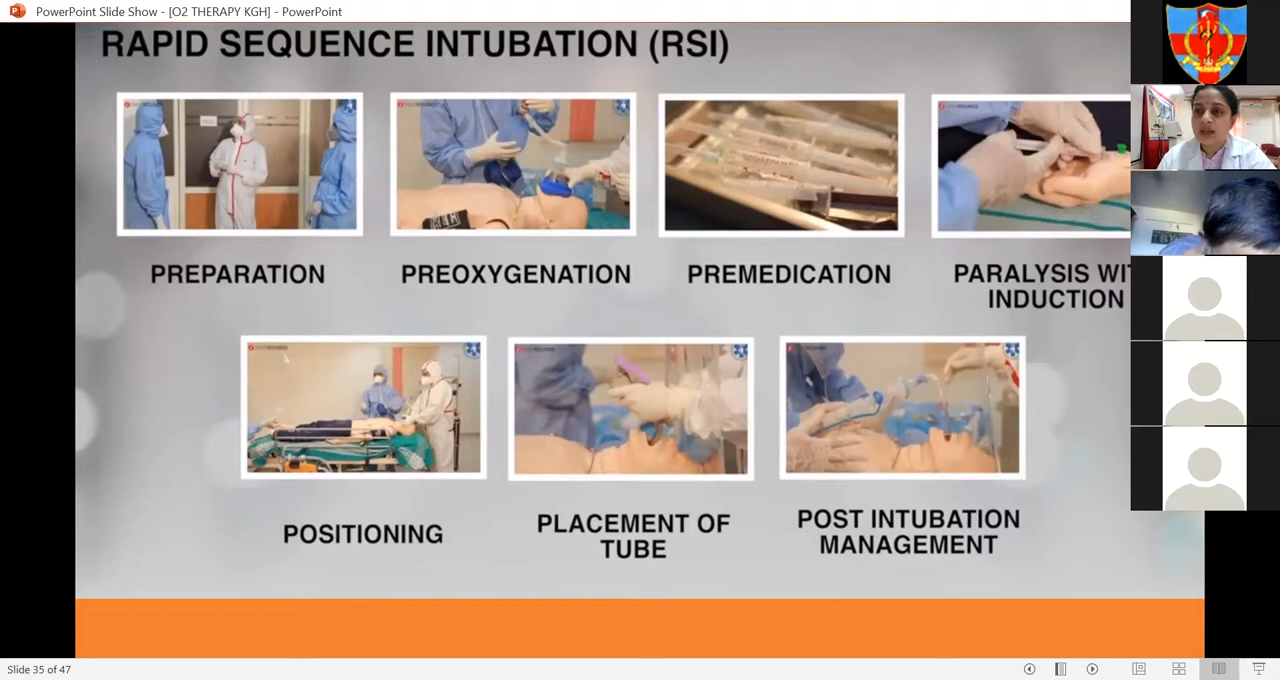 PowerPoint Slide Show - [O2 THERAPY KGH] - PowerPoint
RAPID SEQUENCE INTUBATION (RSI)
PREPARATION
PREOXYGENATION
PREMEDICATION
PARALYSIS WI
INDUCTION
POSITIONING
PLACEMENT OF
TUBE
POST INTUBATION
MANAGEMENT
Slide 35 of 47